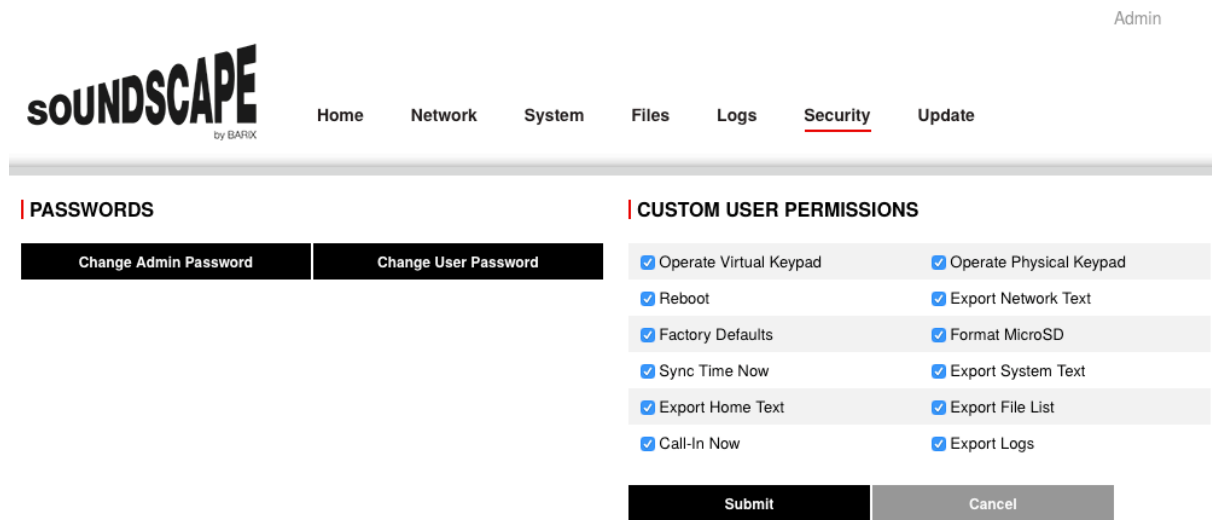 Admin
SOUNDSCAPE
by BARIX
Home Network System Files Logs Security Update
PASSWORDS
Change Admin Password Change User Password
CUSTOM USER PERMISSIONS
Operate Virtual Keypad Operate Physical Keypad
Reboot Export Network Text
Factory Defaults Format MicroSD
Sync Time Now Export System Text
Export Home Text Export File List
Call-In Now Export Logs
Submit Cancel